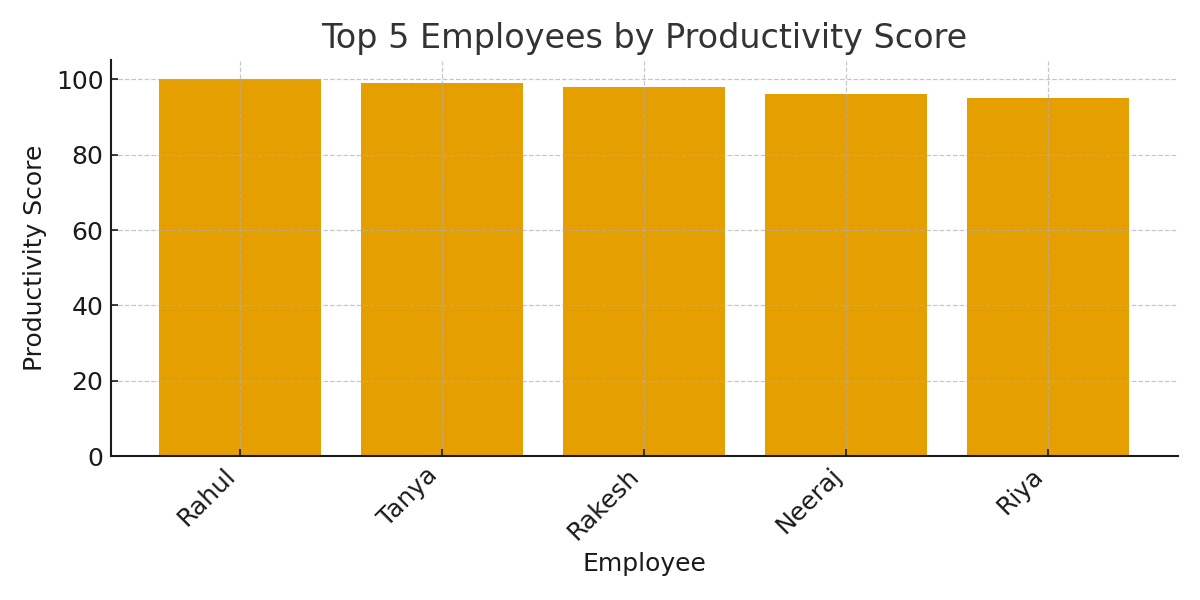 Top 5 Employees by Productivity Score
Productivity Score
100
80
60
40
20
0
Rahul
Tanya
Rakesh
Neeraj
Riya
Employee